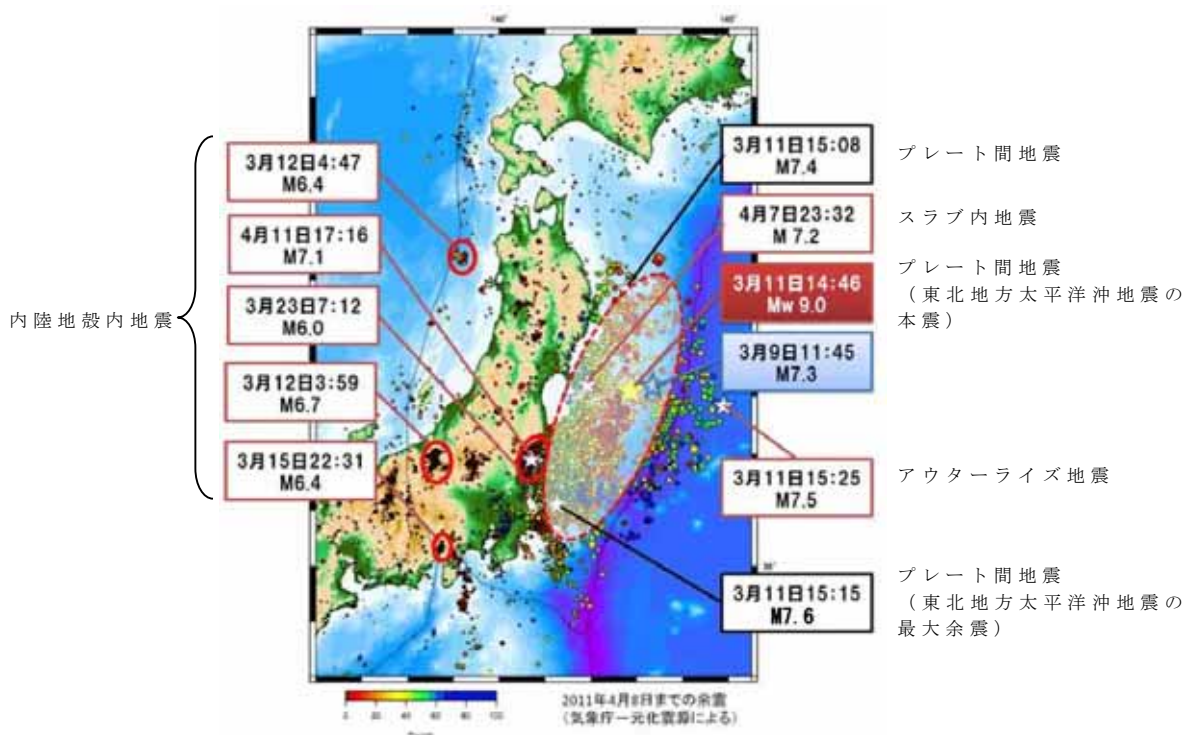 140°
145°
3月12日4:47
M6.4
4月11日17:16
M7.1
3月23日7:12
M6.0
3月12日3:59
M6.7
3月15日22:31
M6.4
内陸地殻内地震
3月11日15:08
M7.4
プレート間地震
4月7日23:32
M 7.2
スラブ内地震
3月11日14:46
Mw 9.0
プレート間地震
（東北地方太平洋沖地震の
本震）
3月9日11:45
M7.3
3月11日15:25
M7.5
アウターライズ地震
35°
3月11日15:15
M7.6
プレート間地震
（東北地方太平洋沖地震の
最大余震）
0 20 40 60 80 100
2011年4月8日までの余震
（気象庁一元化震源による）